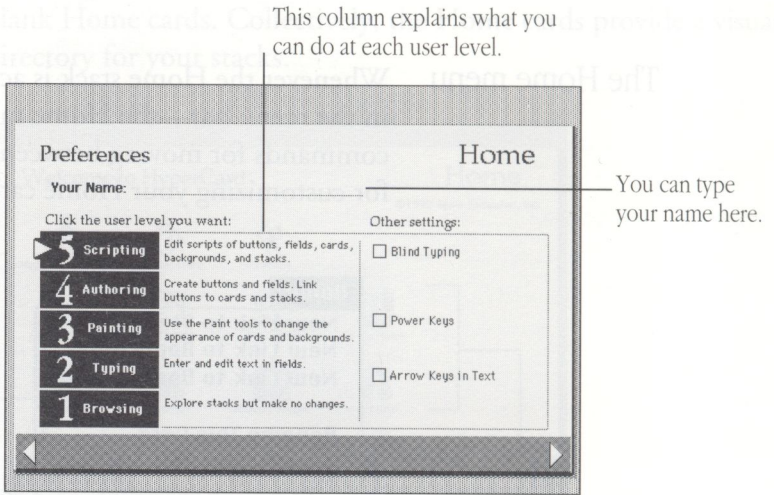 This column explains what you
can do at each user level.
Preferences
Home
Your Name:
You can type
your name here.
Click the user level you want:
Other settings:
5 Scripting
Edit scripts of buttons, fields, cards,
backgrounds, and stacks.
4 Authoring
Create buttons and fields. Link
buttons to cards and stacks.
3 Painting
Use the Paint tools to change the
appearance of cards and backgrounds.
2 Typing
Enter and edit text in fields.
1 Browsing
Explore stacks but make no changes.
Blind Typing
Power Keys
Arrow Keys in Text